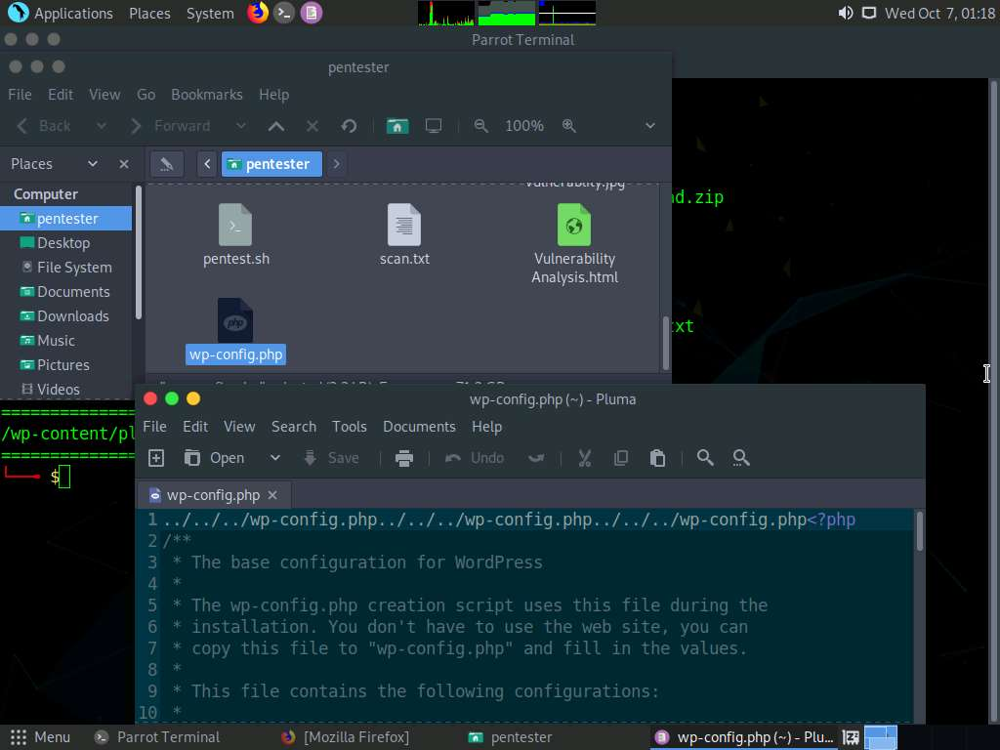 Applications Places System Wed Oct 7, 01:18
Parrot Terminal
pentester
File Edit View Go Bookmarks Help
Back Forward 100%
Places pentester
Computer
pentester
Desktop
File System
Documents
Downloads
Music
Pictures
Videos
pentest.sh
scan.txt
Vulnerability
Analysis.html
wp-config.php
nd.zip
txt
================
/wp-content/pl
================
$
wp-config.php (~) - Pluma
File Edit View Search Tools Documents Help
Open Save Undo
wp-config.php
1 ../../../wp-config.php../../../wp-config.php../../../wp-config.php<?php
2 /**
3 * The base configuration for WordPress
4 *
5 * The wp-config.php creation script uses this file during the
6 * installation. You don't have to use the web site, you can
7 * copy this file to "wp-config.php" and fill in the values.
8 *
9 * This file contains the following configurations:
10 *
Menu Parrot Terminal [Mozilla Firefox] pentester wp-config.php (~) - Plu...